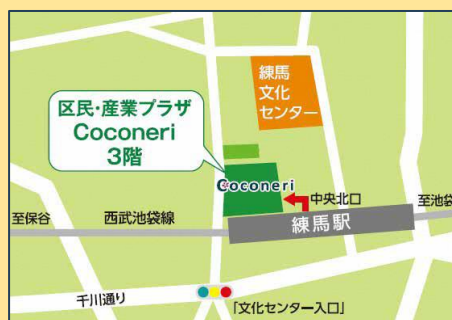 練馬
文化
センター
区民・産業プラザ
Coconeri
3階
Coconeri
中央北口
至保谷
西武池袋線
至池袋
練馬駅
千川通り
「文化センター入口」